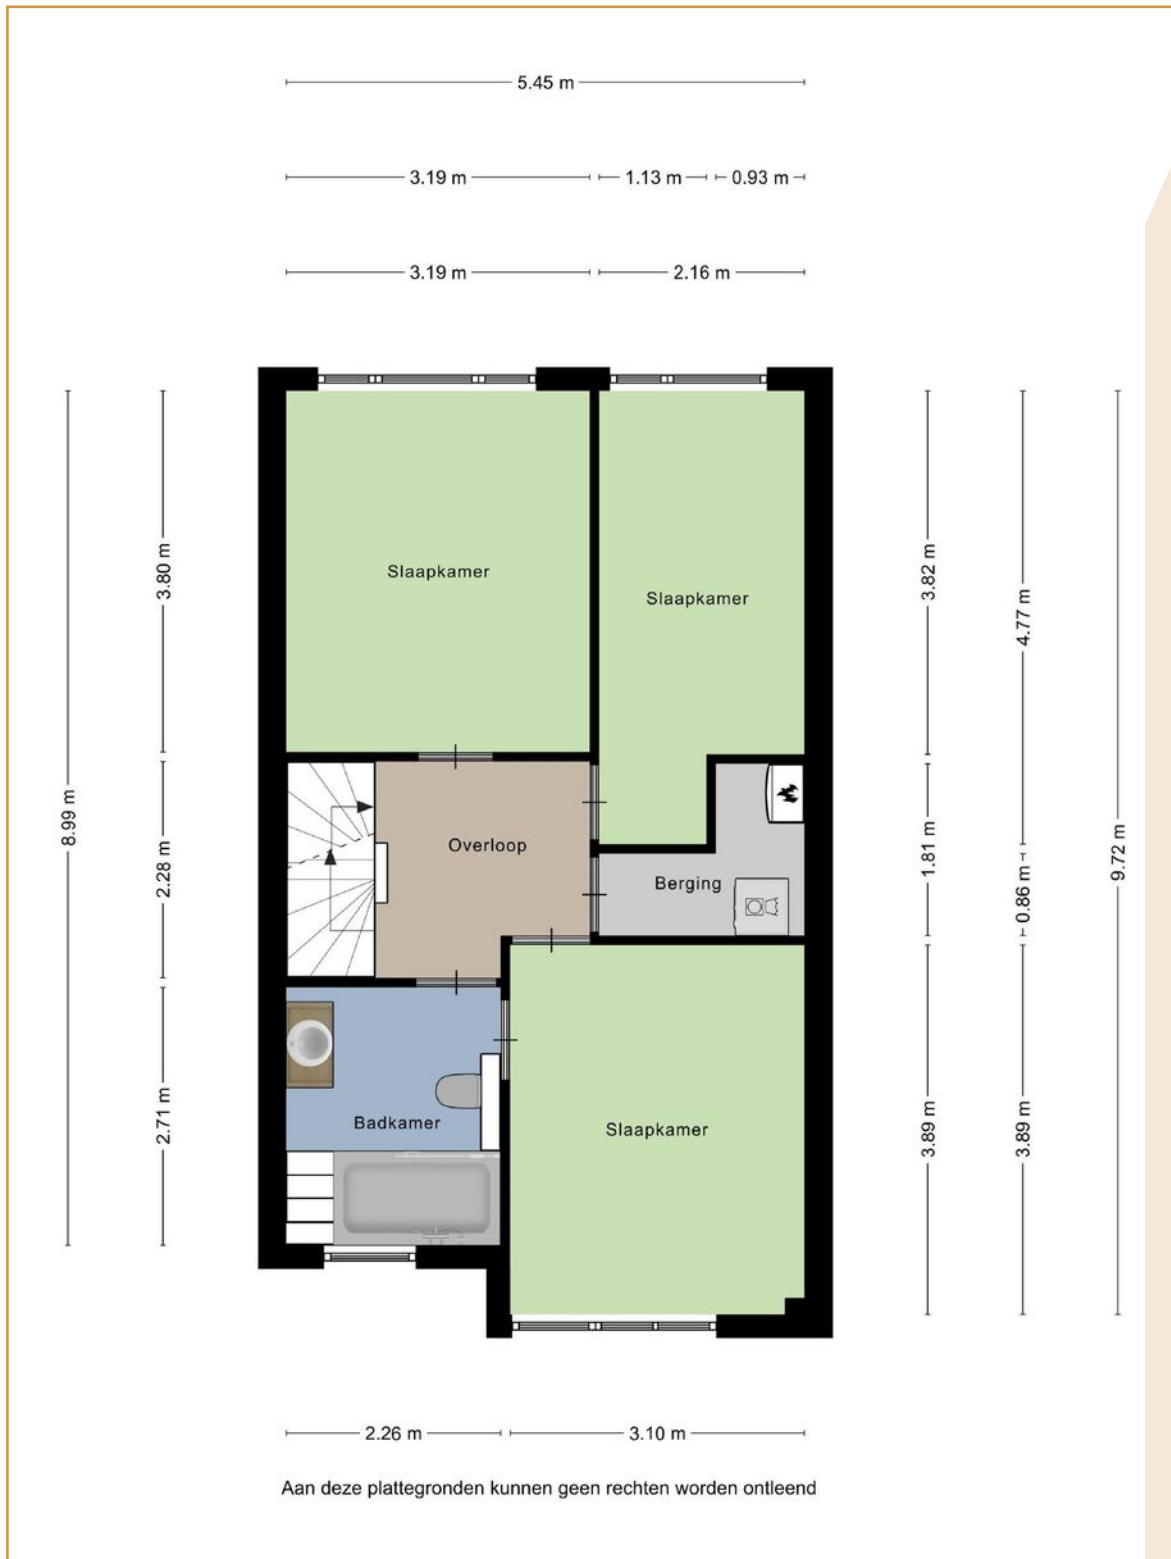 5.45 m
3.19 m
1.13 m
0.93 m
3.19 m
2.16 m
3.80 m
2.28 m
2.71 m
8.99 m
Slaapkamer
Slaapkamer
Overloop
Berging
Badkamer
Slaapkamer
3.82 m
1.81 m
3.89 m
4.77 m
0.86 m
3.89 m
9.72 m
2.26 m
3.10 m
Aan deze plattegronden kunnen geen rechten worden ontleend